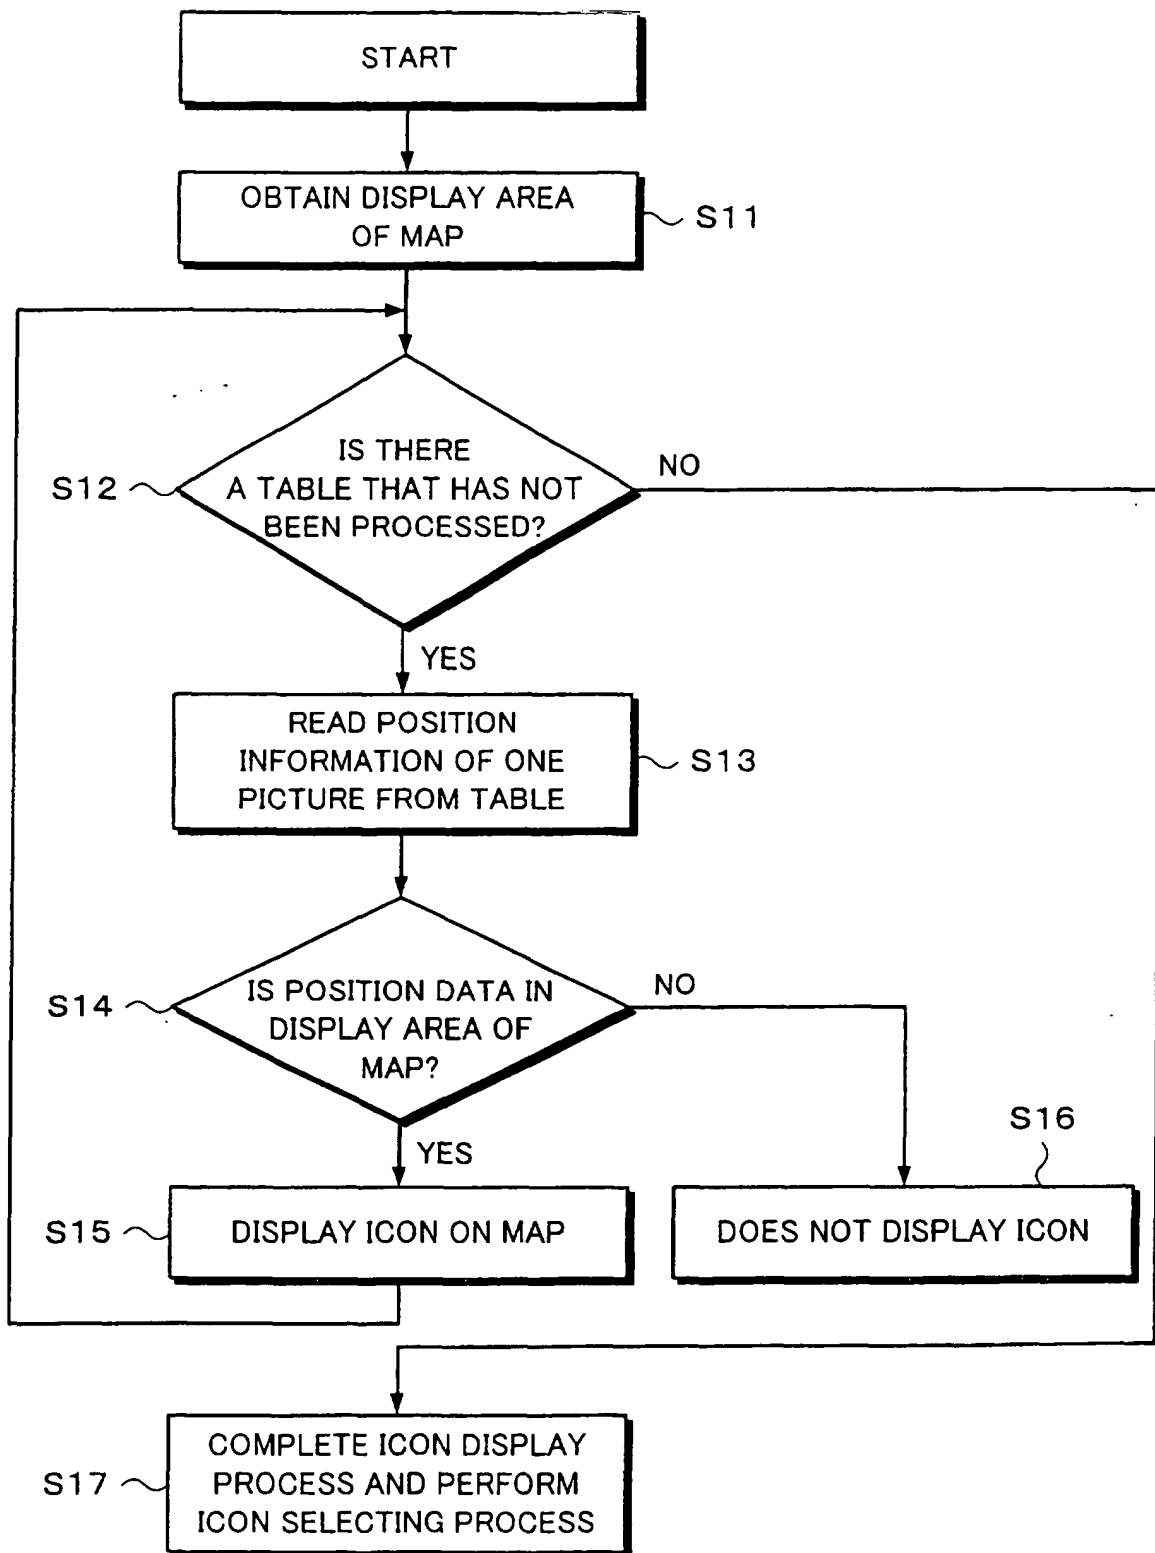 START
OBTAIN DISPLAY AREA
OF MAP
S11
IS THERE
A TABLE THAT HAS NOT
BEEN PROCESSED?
S12
NO
YES
READ POSITION
INFORMATION OF ONE
PICTURE FROM TABLE
S13
IS POSITION DATA IN
DISPLAY AREA OF
MAP?
S14
NO
YES
S16
S15
DISPLAY ICON ON MAP
DOES NOT DISPLAY ICON
COMPLETE ICON DISPLAY
PROCESS AND PERFORM
ICON SELECTING PROCESS
S17